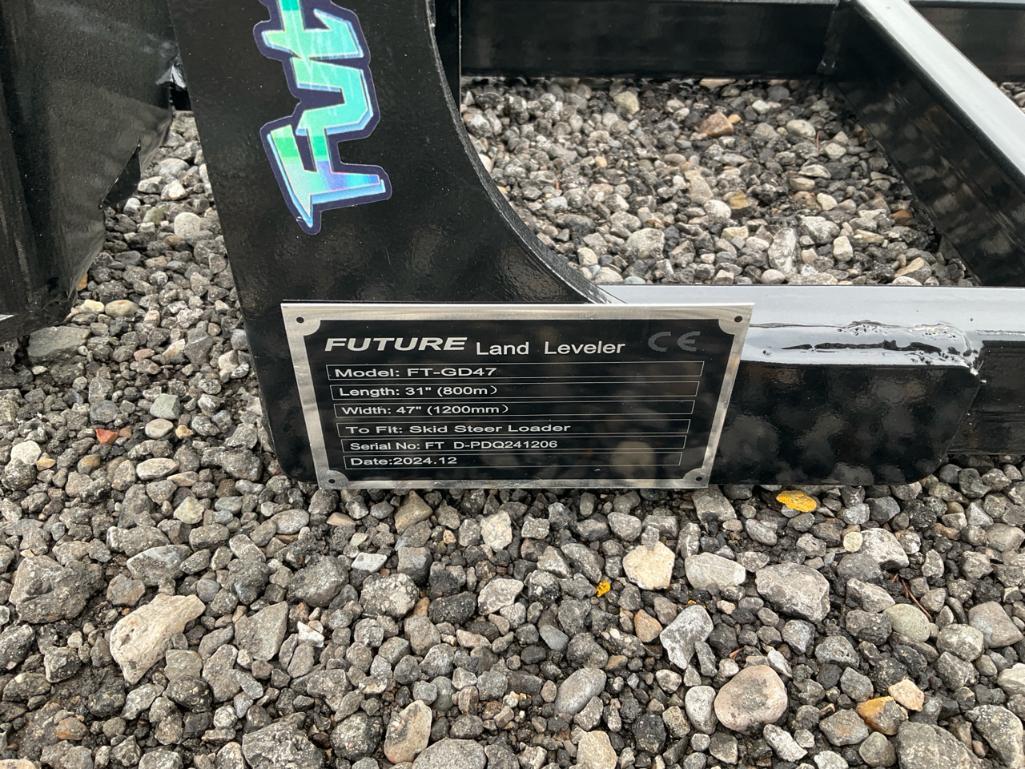 FUTURE Land Leveler CE
Model: FT-GD47
Length: 31" (800m)
Width: 47" (1200mm)
To Fit: Skid Steer Loader
Serial No: FT D-PDQ241206
Date:2024.12